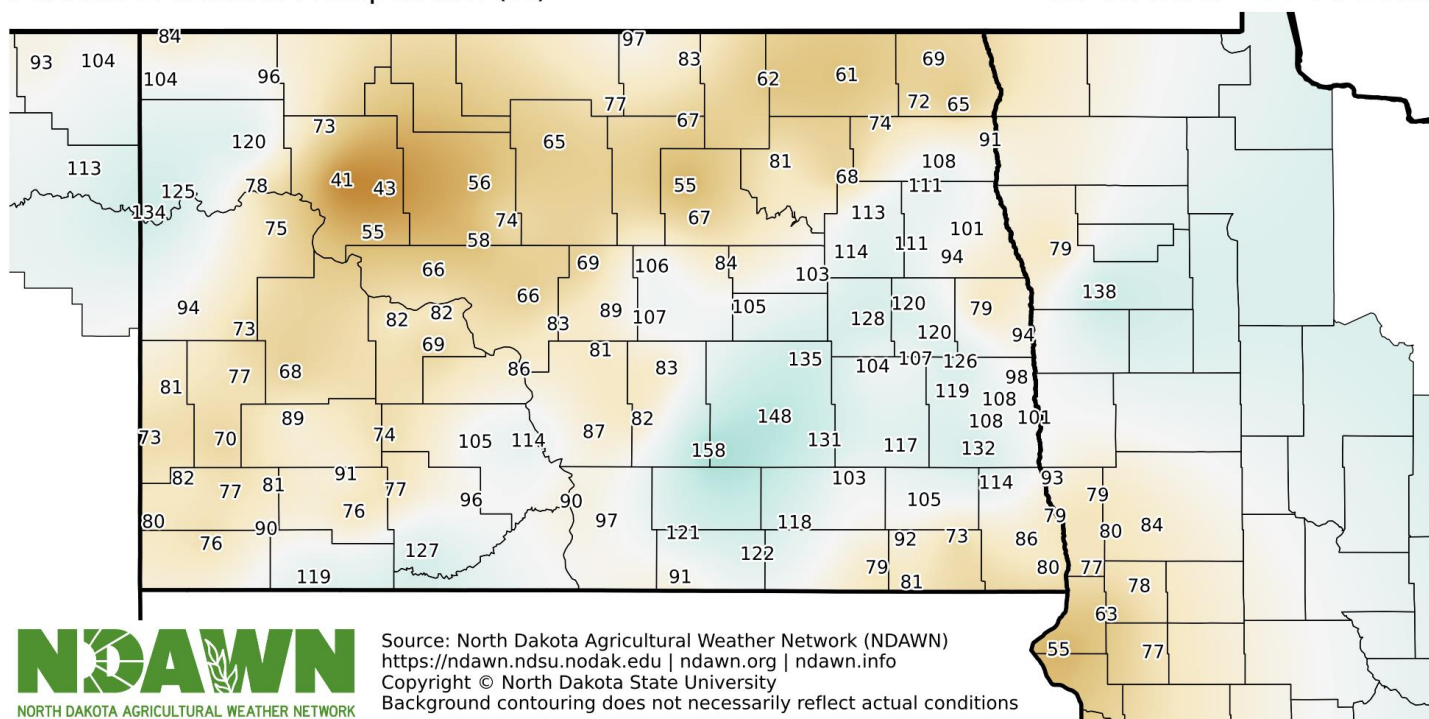 84 97
93 104 83 69
104 96 62 61
77 72 65
73 67 74
120 65 91
113 81 108
125 78 41 43 56 55 68 111
134 75 74 67 113
55 58 114 111 101
94 79
66 69 106 84 103
94 66 89 107 105 120 79 138
73 82 82 83 128 120 94
69 81
81 77 68 86 83 135 104 107 126
98
119 108
89 82 148 108 101
73 70 74 105 114 87 158 131 117 132
82 77 81 91 77 103 114 93
80 76 96 90 97 105 79 79
90 121 118 92 73 86 80 84
76 127 122
119 91 79 81 80 77
78
63
55 77
NDAWN
NORTH DAKOTA AGRICULTURAL WEATHER NETWORK
Source: North Dakota Agricultural Weather Network (NDAWN)
https://ndawn.ndsu.nodak.edu | ndawn.org | ndawn.info
Copyright © North Dakota State University
Background contouring does not necessarily reflect actual conditions